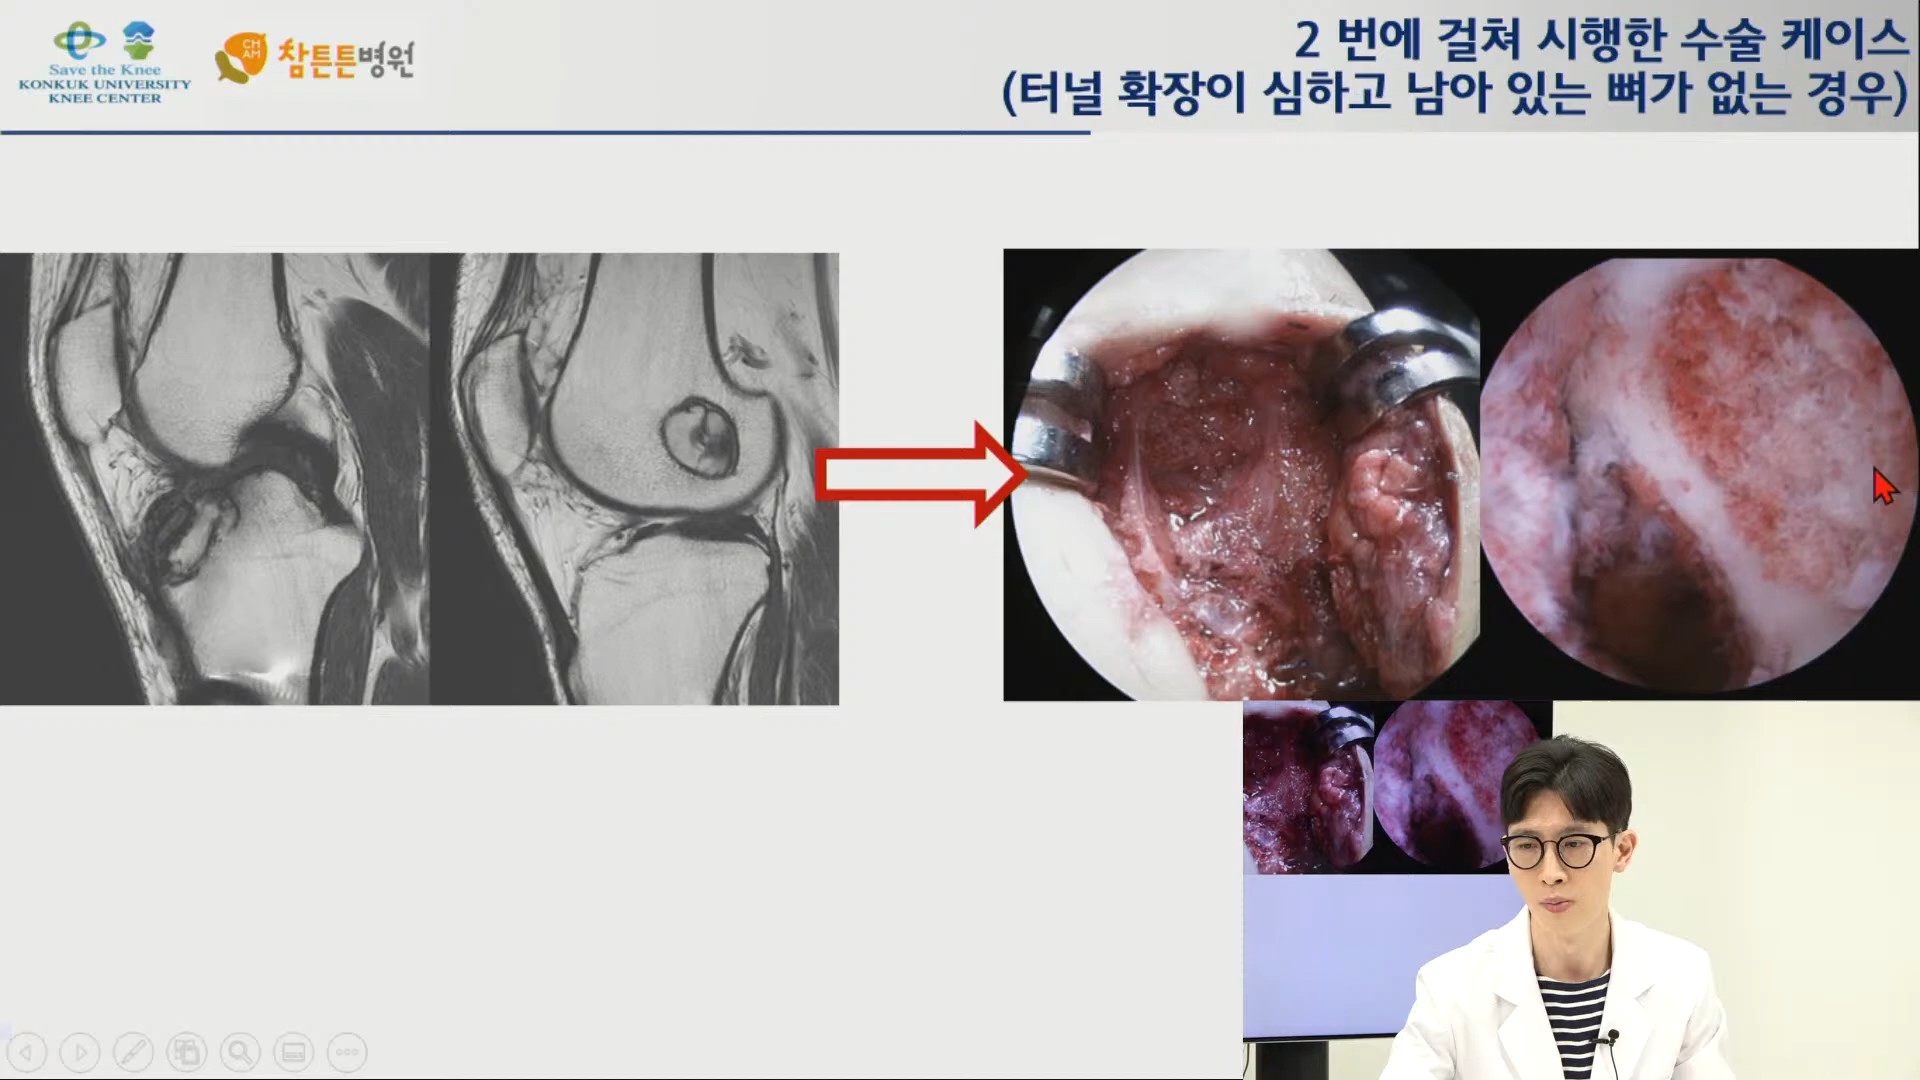 Save the Knee
KONKUK UNIVERSITY
KNEE CENTER
CH
AM
참튼튼병원
2 번에 걸쳐 시행한 수술 케이스
(터널 확장이 심하고 남아 있는 뼈가 없는 경우)